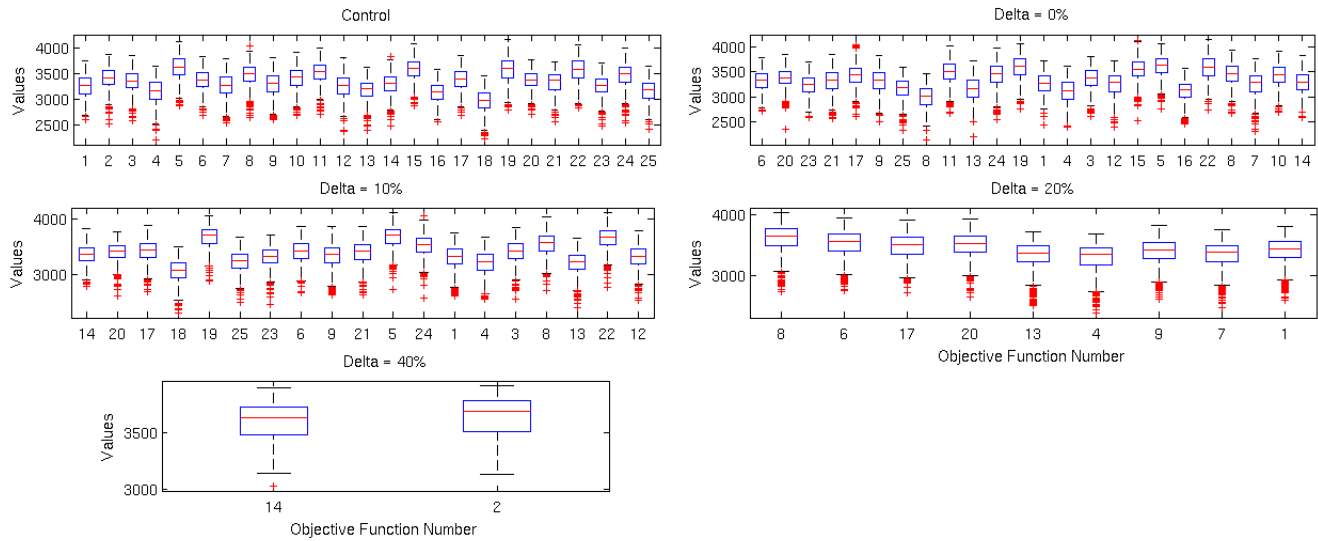 Control
Values
4000
3500
3000
2500
1 2 3 4 5 6 7 8 9 10 11 12 13 14 15 16 17 18 19 20 21 22 23 24 25
Delta = 0%
Values
4000
3500
3000
2500
6 20 23 21 17 9 25 8 11 13 24 19 1 4 3 12 15 5 16 22 8 7 10 14
Delta = 10%
Values
4000
3000
14 20 17 18 19 25 23 6 9 21 5 24 1 4 3 8 13 22 12
Delta = 20%
Values
4000
3000
8 6 17 20 13 4 9 7 1
Objective Function Number
Delta = 40%
Values
3500
3000
14 2
Objective Function Number